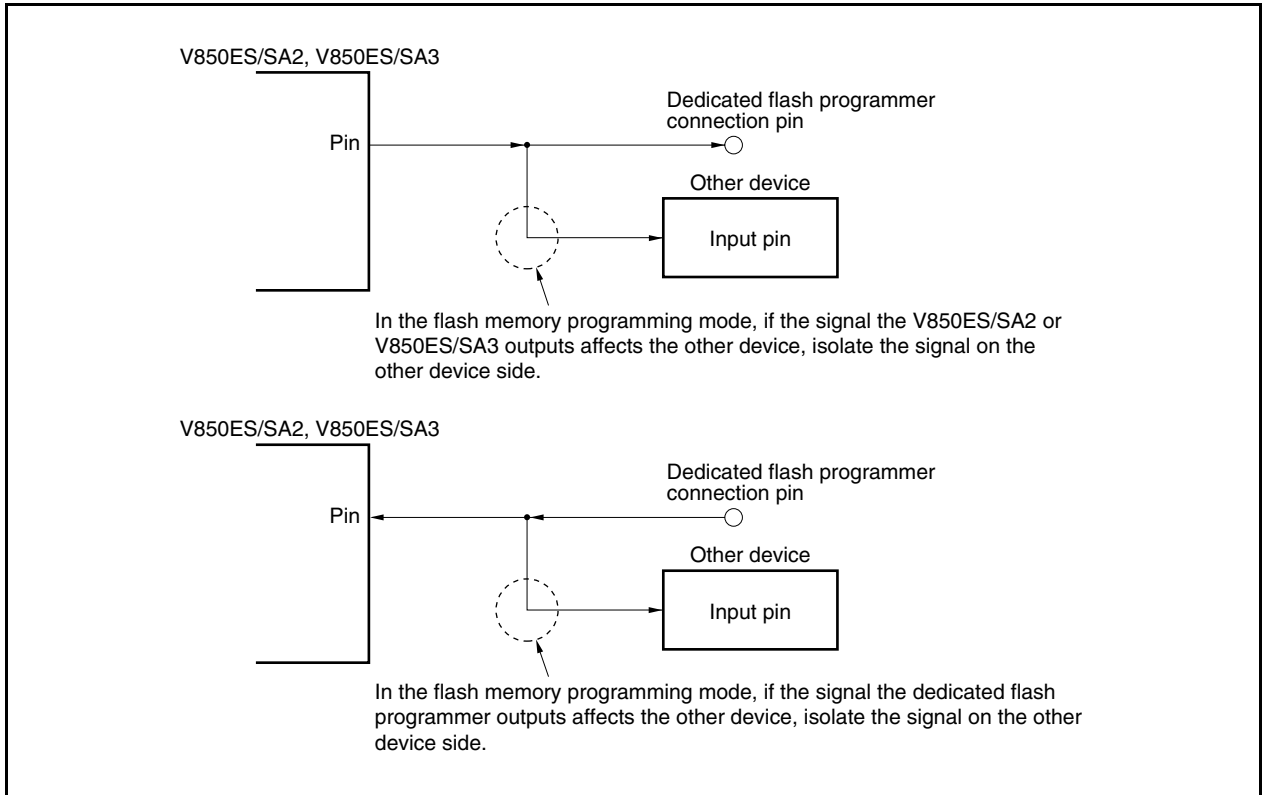 V850ES/SA2, V850ES/SA3
Dedicated flash programmer
connection pin
Pin
Other device
Input pin
In the flash memory programming mode, if the signal the V850ES/SA2 or
V850ES/SA3 outputs affects the other device, isolate the signal on the
other device side.
V850ES/SA2, V850ES/SA3
Dedicated flash programmer
connection pin
Pin
Other device
Input pin
In the flash memory programming mode, if the signal the dedicated flash
programmer outputs affects the other device, isolate the signal on the other
device side.